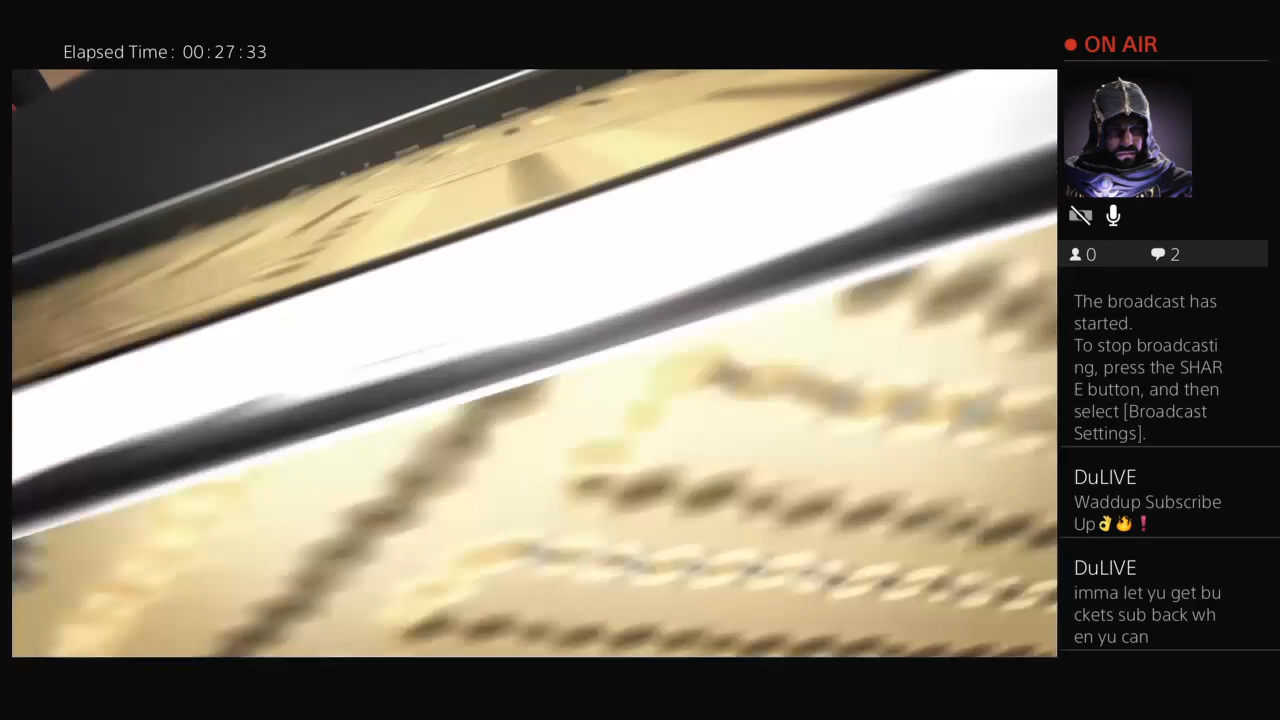 Elapsed Time: 00:27:33
ON AIR
0 2
The broadcast has
started.
To stop broadcasti
ng, press the SHAR
E button, and then
select [Broadcast
Settings].
DuLIVE
Waddup Subscribe
Up👌🔥❗
DuLIVE
imma let yu get bu
ckets sub back wh
en yu can